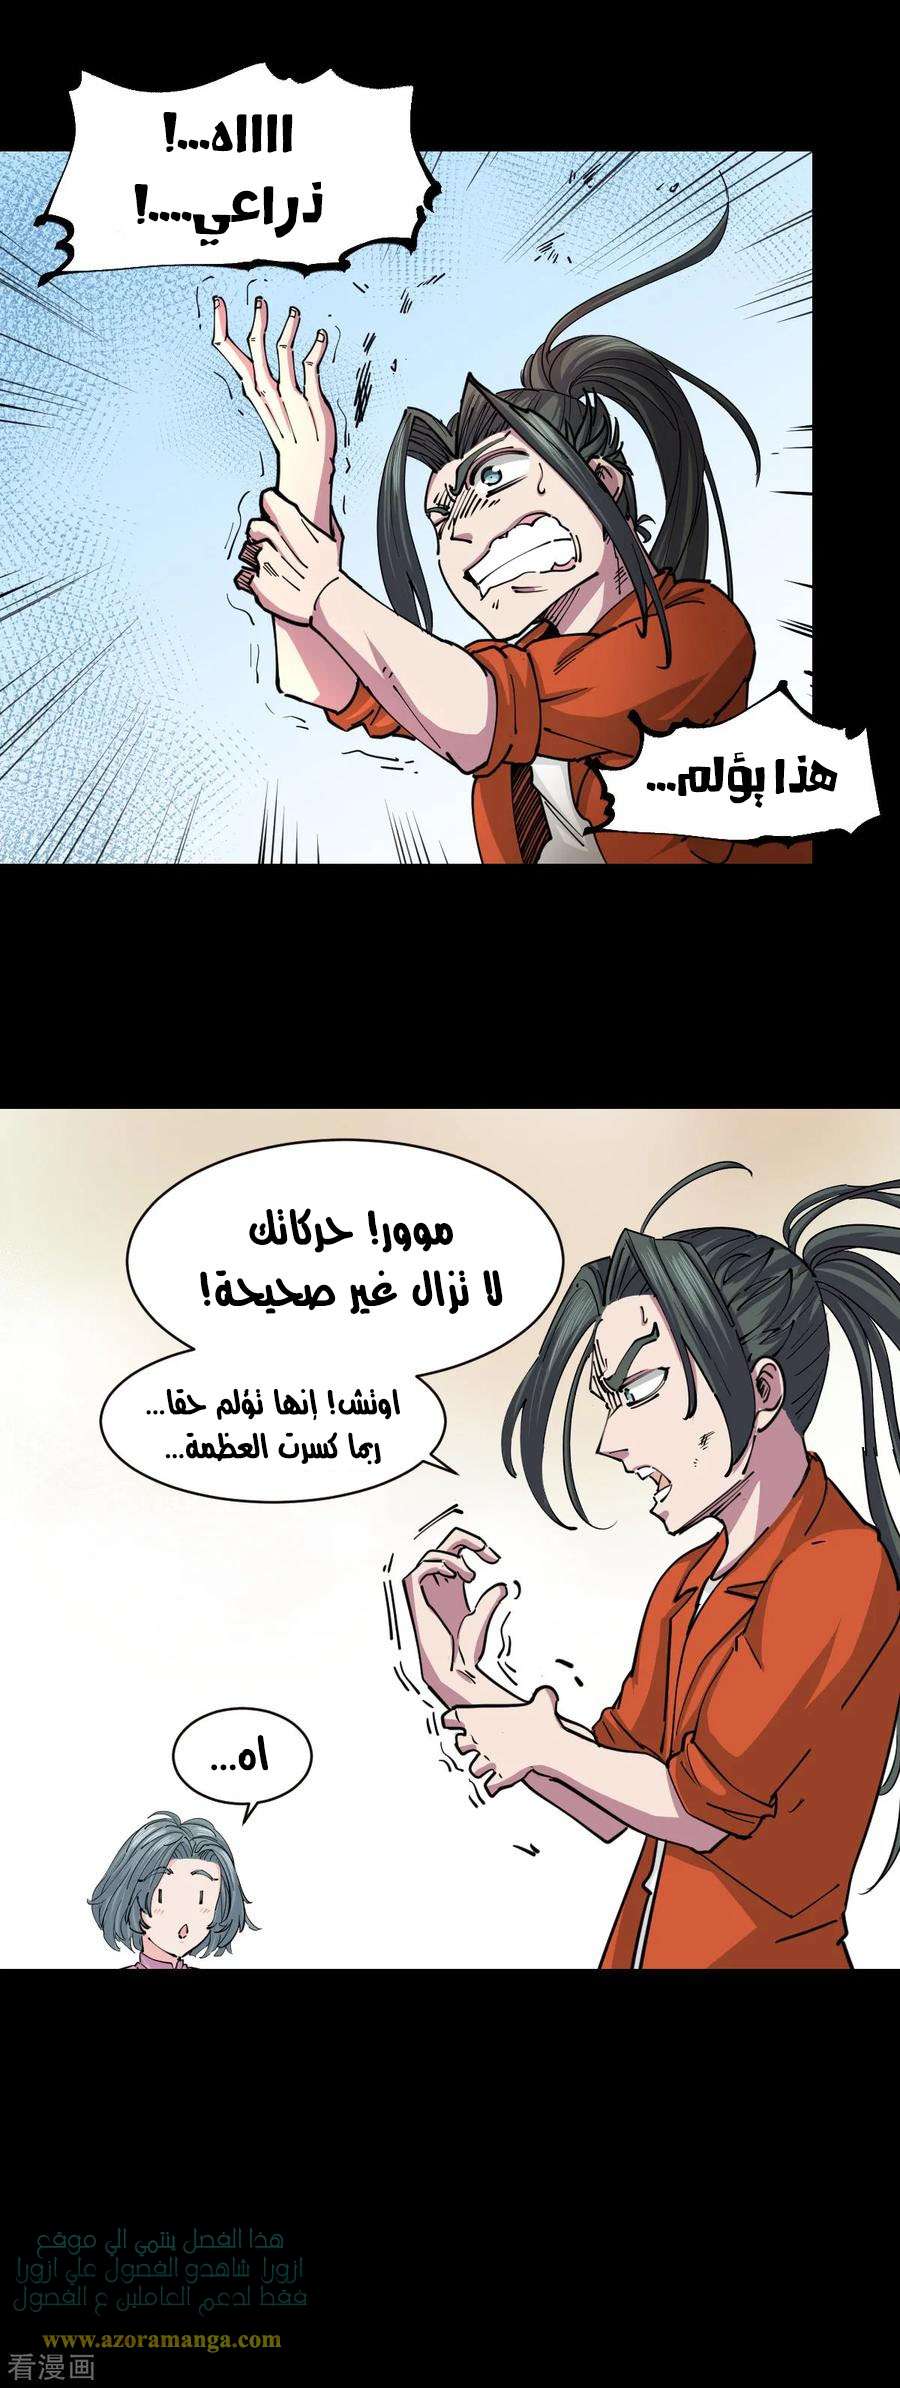 اااااه...!
ذراعي....!
هذا يؤلم...
موور! حركاتك
لا تزال غير صحيحة!
اوتش! إنها تؤلم حقا...
ربما كسرت العظمة...
اه...
هذا الفصل ينتمي الي موقع
ازورا  شاهدو الفصول علي ازورا
فقط لدعم العاملين ع الفصول
www.azoramanga.com
看漫画